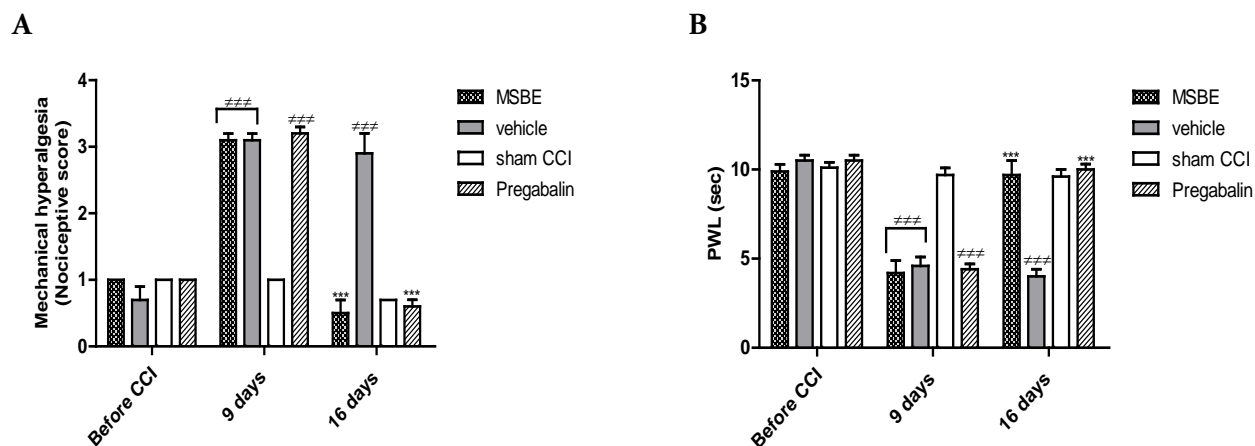 A
Mechanical hyperalgesia
(Nociceptive score)
4
3
2
1
0
≠≠≠
≠≠≠
≠≠≠
***
***
Before CCI
9 days
16 days
MSBE
vehicle
sham CCI
Pregabalin
B
PWL (sec)
15
10
5
0
≠≠≠
≠≠≠
***
≠≠≠
***
Before CCI
9 days
16 days
MSBE
vehicle
sham CCI
Pregabalin